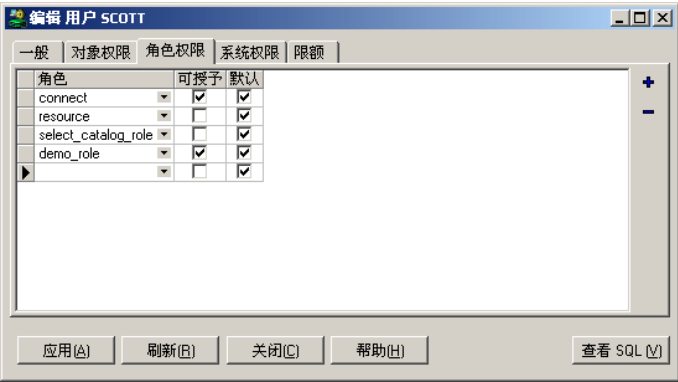 编辑 用户 SCOTT
一般 对象权限 角色权限 系统权限 限额
角色 可授予 默认
connect
resource
select_catalog_role
demo_role
应用(A) 刷新(R) 关闭(C) 帮助(H) 查看 SQL (V)